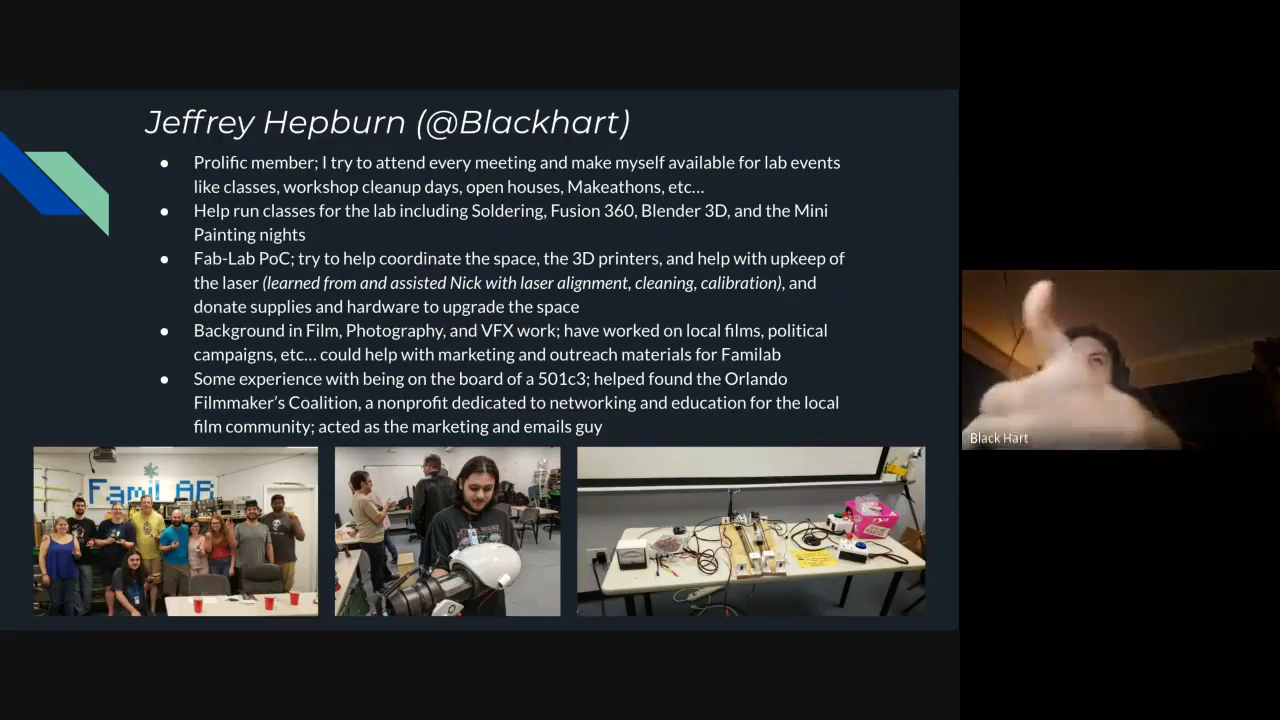 Jeffrey Hepburn (@Blackhart)
● Prolific member; I try to attend every meeting and make myself available for lab events
like classes, workshop cleanup days, open houses, Makeathons, etc...
● Help run classes for the lab including Soldering, Fusion 360, Blender 3D, and the Mini
Painting nights
● Fab-Lab PoC; try to help coordinate the space, the 3D printers, and help with upkeep of
the laser (learned from and assisted Nick with laser alignment, cleaning, calibration), and
donate supplies and hardware to upgrade the space
● Background in Film, Photography, and VFX work; have worked on local films, political
campaigns, etc... could help with marketing and outreach materials for Familab
● Some experience with being on the board of a 501c3; helped found the Orlando
Filmmaker's Coalition, a nonprofit dedicated to networking and education for the local
film community; acted as the marketing and emails guy
FamiLAB
Black Hart